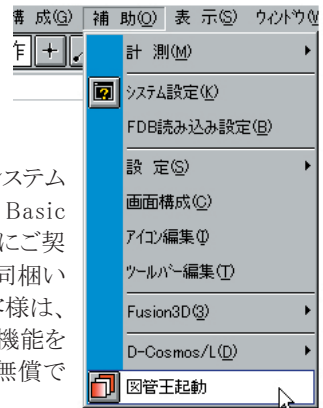 構 成(G) 補 助(O) 表 示(S) ウィンドウ(W
作
計 測(M)
システム設定(K)
FDB読み込み設定(B)
設 定(S)
画面構成(C)
アイコン編集(I)
ツールバー編集(T)
Fusion3D(3)
D-Cosmos/L(D)
図管王起動
ステム
Basic
にご契
同梱い
客様は、
機能を
無償で